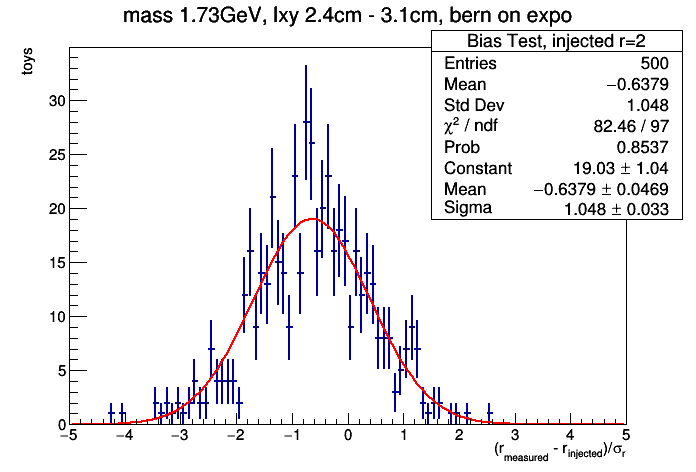 mass 1.73GeV, lxy 2.4cm - 3.1cm, bern on expo
Bias Test, injected r=2
Entries 500
Mean −0.6379
Std Dev 1.048
χ² / ndf 82.46 / 97
Prob 0.8537
Constant 19.03 ± 1.04
Mean −0.6379 ± 0.0469
Sigma 1.048 ± 0.033
toys
30
25
20
15
10
5
0
−5 −4 −3 −2 −1 0 1 2 3 4 5
(r_measured - r_injected)/σ_r